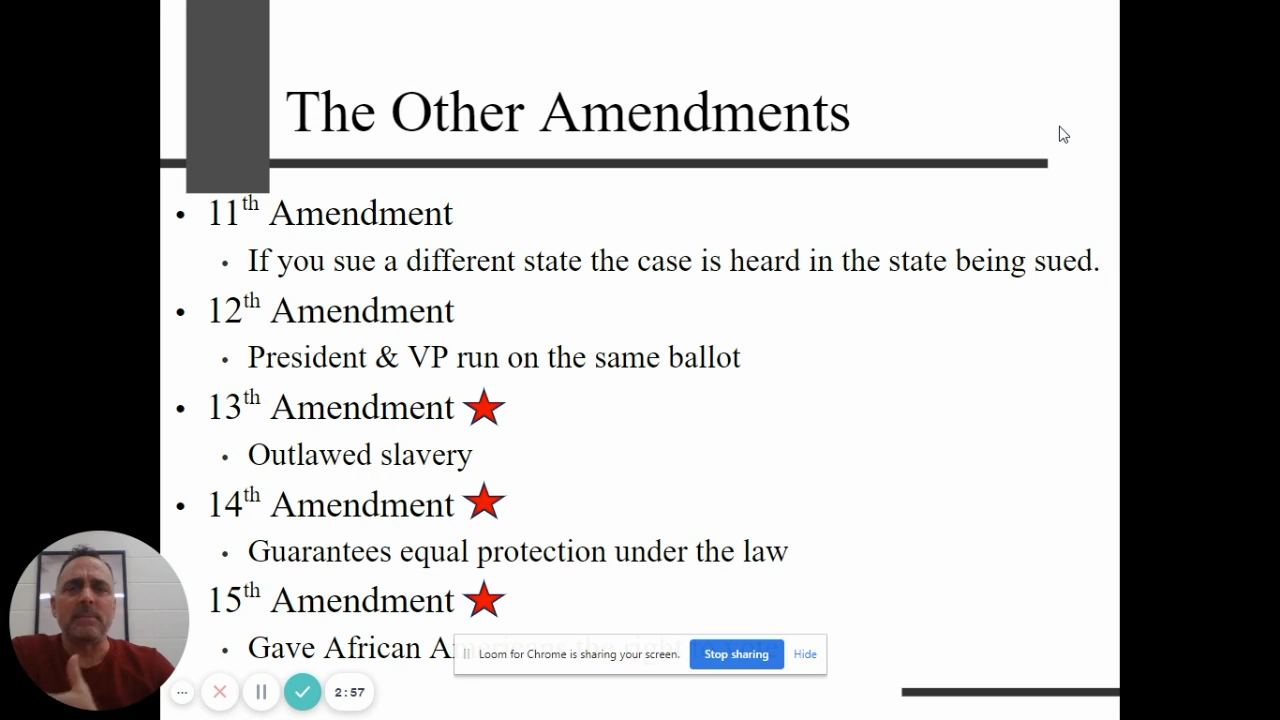 The Other Amendments
• 11th Amendment
• If you sue a different state the case is heard in the state being sued.
• 12th Amendment
• President & VP run on the same ballot
• 13th Amendment
• Outlawed slavery
• 14th Amendment
• Guarantees equal protection under the law
15th Amendment
• Gave African
Loom for Chrome is sharing your screen. Stop sharing Hide
2:57